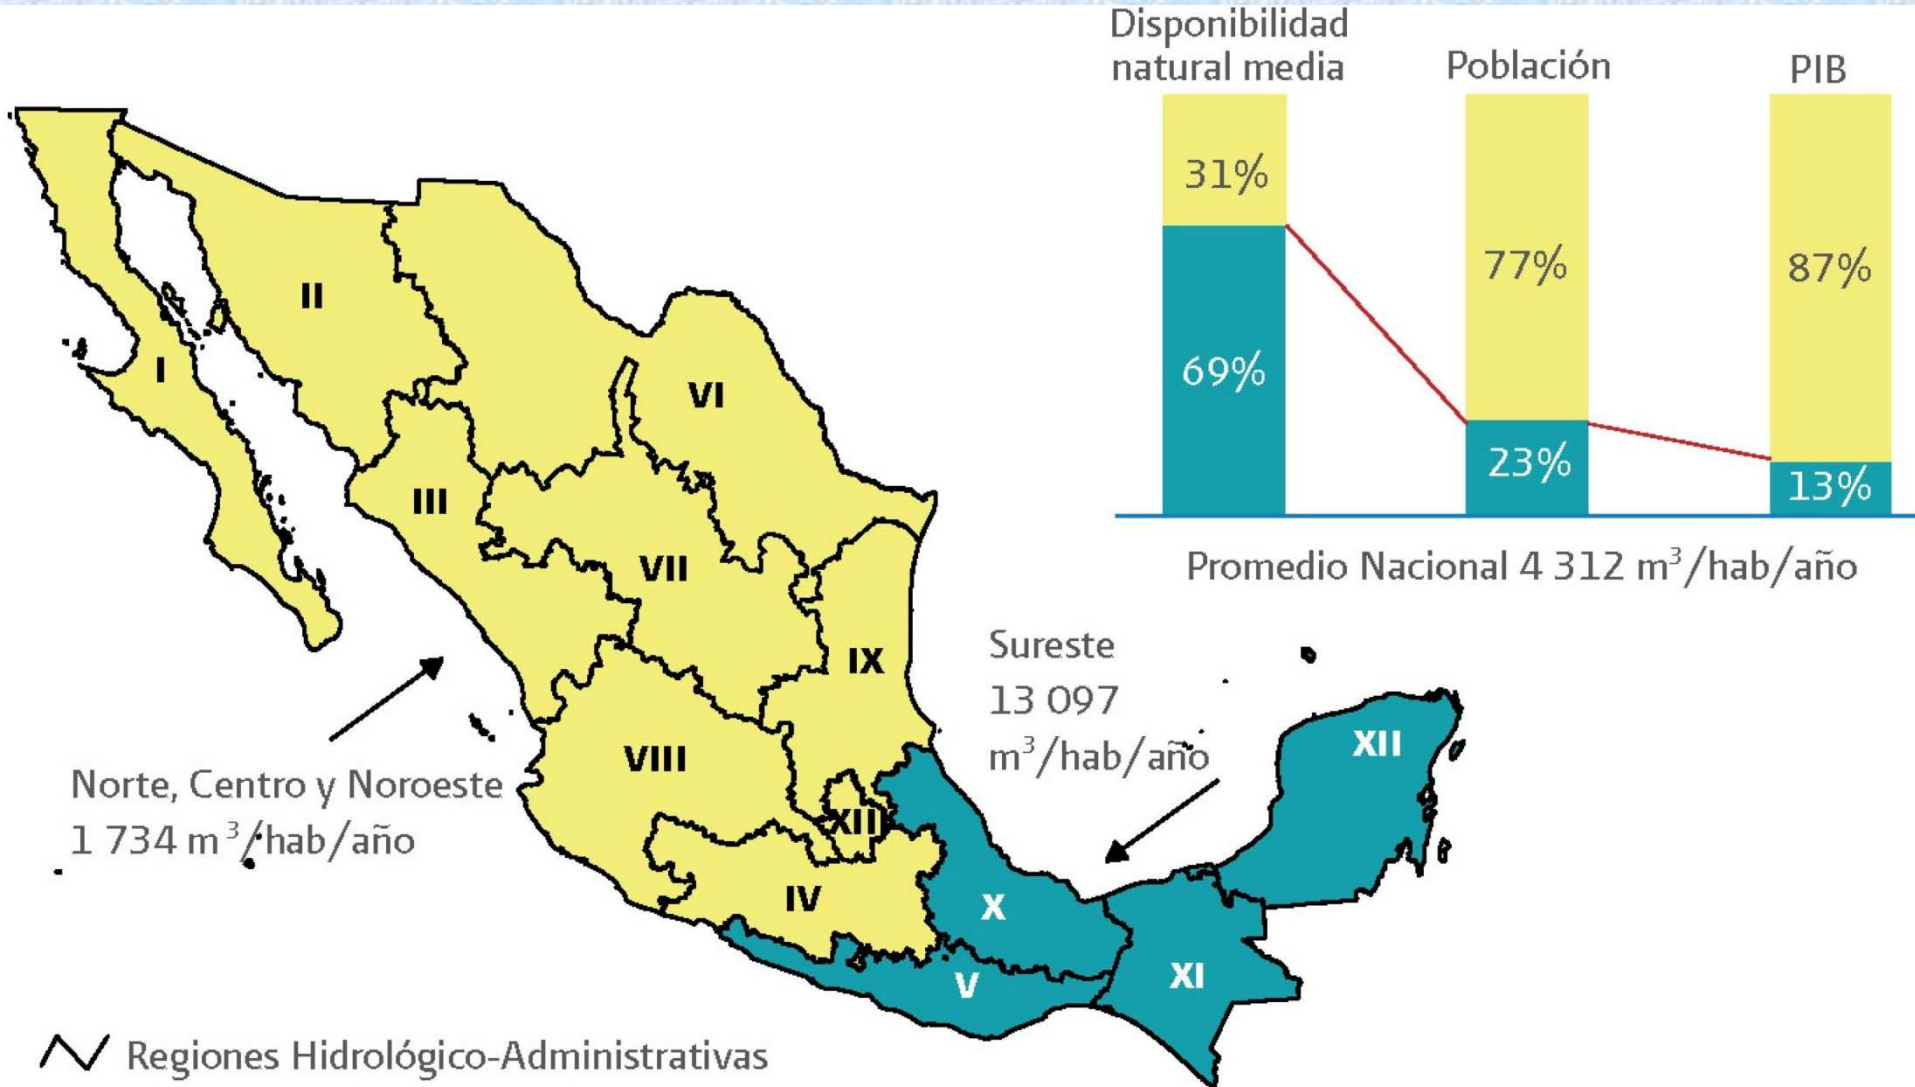 Disponibilidad
natural media
Población
PIB
31%
77%
87%
69%
23%
13%
Promedio Nacional 4 312 m³/hab/año
I
II
VI
III
VII
IX
VIII
XII
IV
X
V
XI
XII
Sureste
13 097
m³/hab/año
Norte, Centro y Noroeste
1 734 m³/hab/año
Regiones Hidrológico-Administrativas